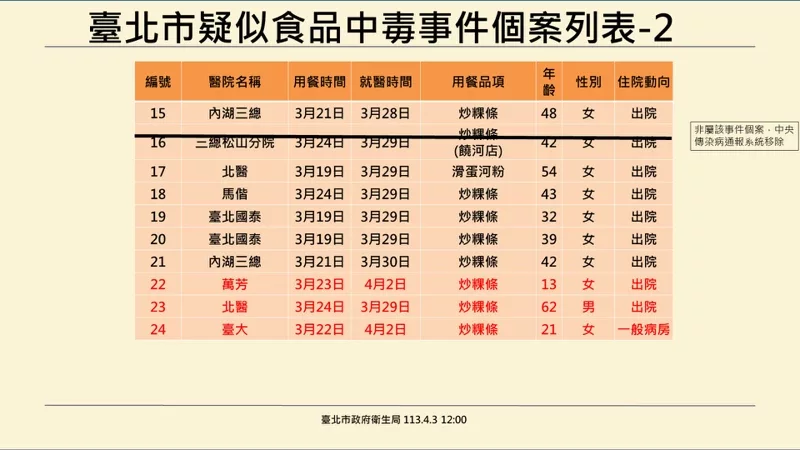 臺北市疑似食品中毒事件個案列表-2
編號 醫院名稱 用餐時間 就醫時間 用餐品項 年齡 性別 住院動向
15 內湖三總 3月21日 3月28日 炒粿條 48 女 出院
16 三總松山分院 3月24日 3月29日 炒粿條(饒河店) 42 女 出院
非屬該事件個案，中央
傳染病通報系統移除
17 北醫 3月19日 3月29日 滑蛋河粉 54 女 出院
18 馬偕 3月24日 3月29日 炒粿條 43 女 出院
19 臺北國泰 3月19日 3月29日 炒粿條 32 女 出院
20 臺北國泰 3月19日 3月29日 炒粿條 39 女 出院
21 內湖三總 3月21日 3月30日 炒粿條 42 女 出院
22 萬芳 3月23日 4月2日 炒粿條 13 女 出院
23 北醫 3月24日 3月29日 炒粿條 62 男 出院
24 臺大 3月22日 4月2日 炒粿條 21 女 一般病房
臺北市政府衛生局 113.4.3 12:00